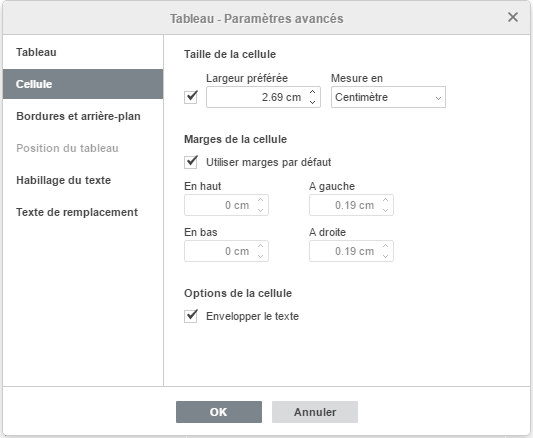 Tableau - Paramètres avancés
Tableau
Cellule
Bordures et arrière-plan
Position du tableau
Habillage du texte
Texte de remplacement
Taille de la cellule
Largeur préférée Mesure en
2.69 cm Centimètre
Marges de la cellule
Utiliser marges par défaut
En haut A gauche
0 cm 0.19 cm
En bas A droite
0 cm 0.19 cm
Options de la cellule
Envelopper le texte
OK Annuler